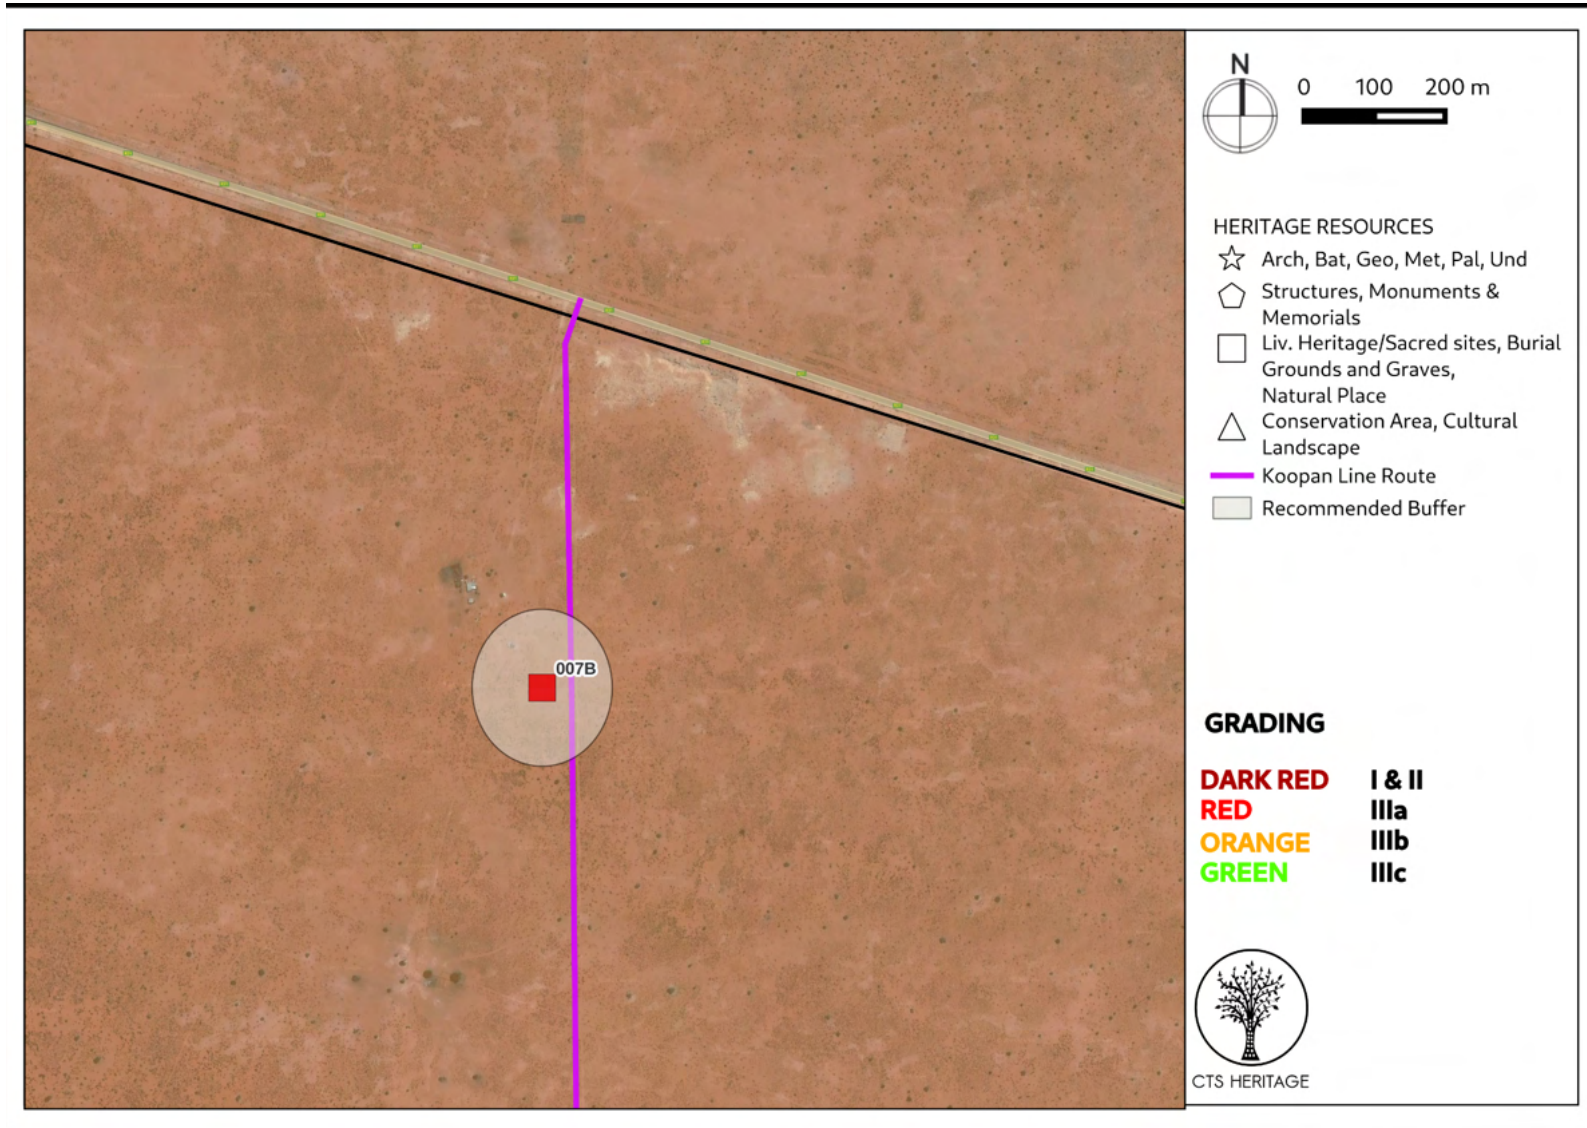 N
0 100 200 m
HERITAGE RESOURCES
Arch, Bat, Geo, Met, Pal, Und
Structures, Monuments &
Memorials
Liv. Heritage/Sacred sites, Burial
Grounds and Graves,
Natural Place
Conservation Area, Cultural
Landscape
Koopan Line Route
Recommended Buffer
007B
GRADING
DARK RED I & II
RED IIIa
ORANGE IIIb
GREEN IIIc
CTS HERITAGE